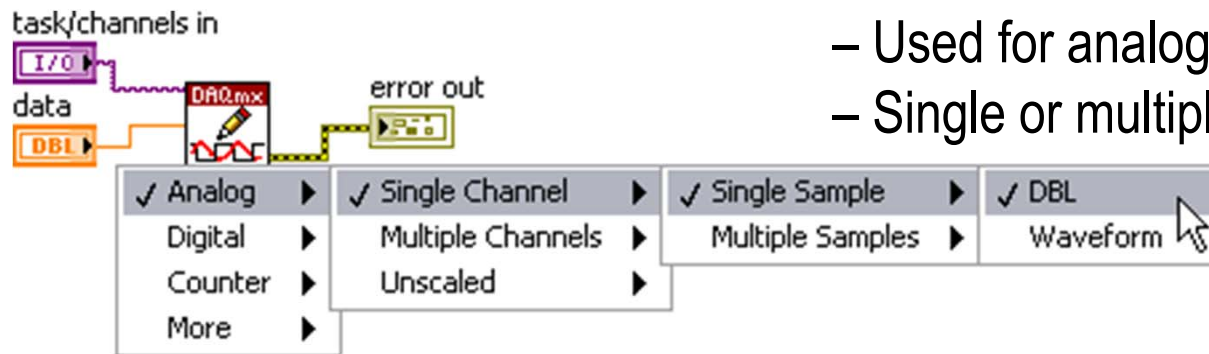 task/channels in
I/O
data
DBL
DAQmx
error out
– Used for analog
– Single or multipl
Analog
Digital
Counter
More
Single Channel
Multiple Channels
Unscaled
Single Sample
Multiple Samples
DBL
Waveform